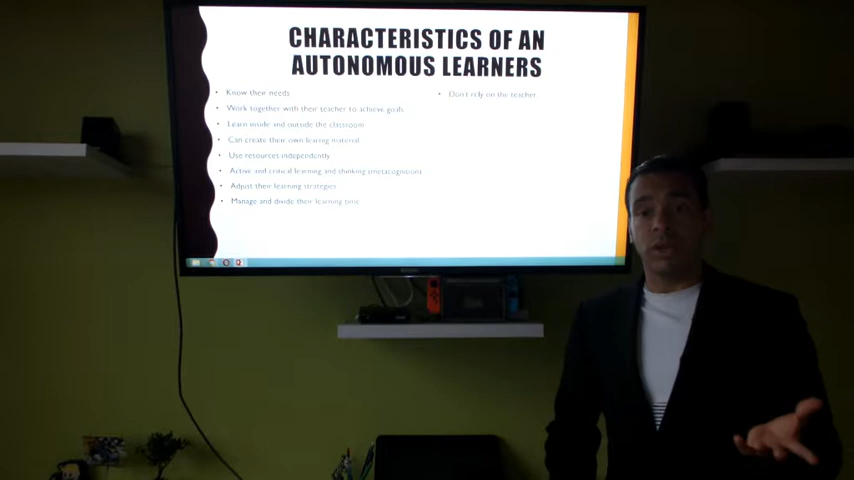 CHARACTERISTICS OF AN
AUTONOMOUS LEARNERS
• Know their needs
• Work together with their teacher to achieve goals
• Learn inside and outside the classroom
• Can create their own learing material
• Use resources independently
• Active and critical learning and thinking (metacognition)
• Adjust their learning strategies
• Manage and divide their learning time
• Don't rely on the teacher